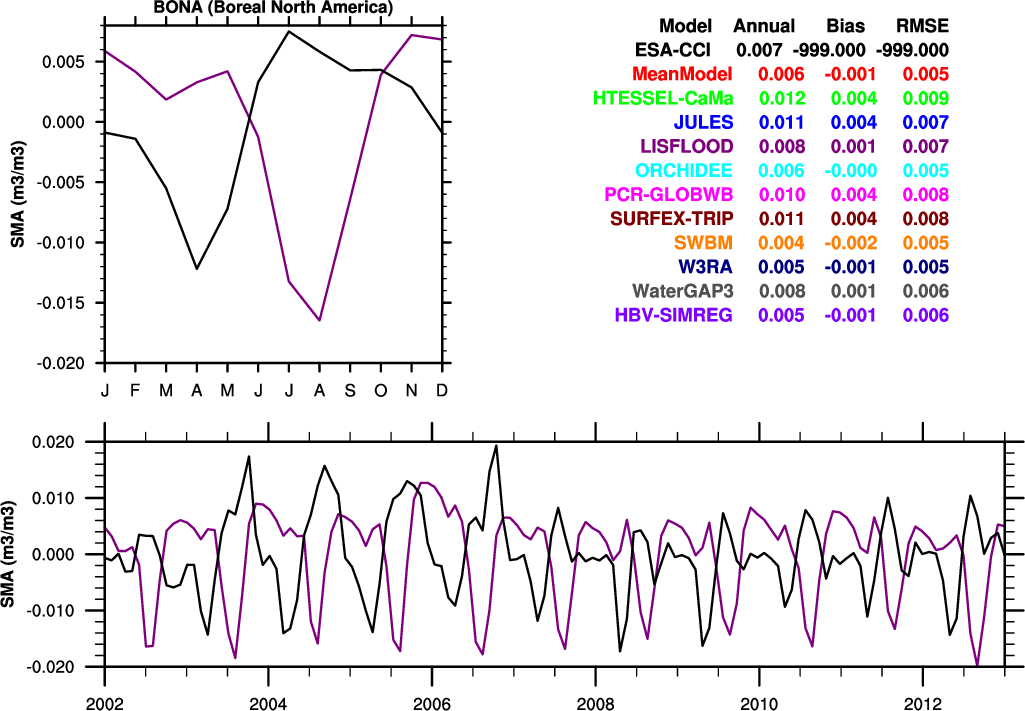 BONA (Boreal North America)
SMA (m3/m3)
0.005
0.000
-0.005
-0.010
-0.015
-0.020
J F M A M J J A S O N D
Model Annual Bias RMSE
ESA-CCI 0.007 -999.000 -999.000
MeanModel 0.006 -0.001 0.005
HTESSEL-CaMa 0.012 0.004 0.009
JULES 0.011 0.004 0.007
LISFLOOD 0.008 0.001 0.007
ORCHIDEE 0.006 -0.000 0.005
PCR-GLOBWB 0.010 0.004 0.008
SURFEX-TRIP 0.011 0.004 0.008
SWBM 0.004 -0.002 0.005
W3RA 0.005 -0.001 0.005
WaterGAP3 0.008 0.001 0.006
HBV-SIMREG 0.005 -0.001 0.006
SMA (m3/m3)
0.020
0.010
0.000
-0.010
-0.020
2002 2004 2006 2008 2010 2012